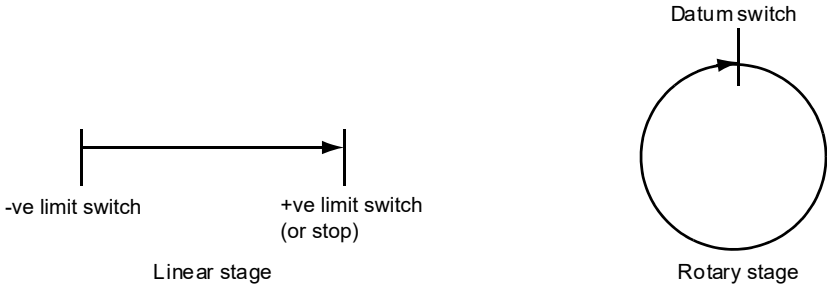 Datum switch
-ve limit switch
+ve limit switch
(or stop)
Linear stage
Rotary stage